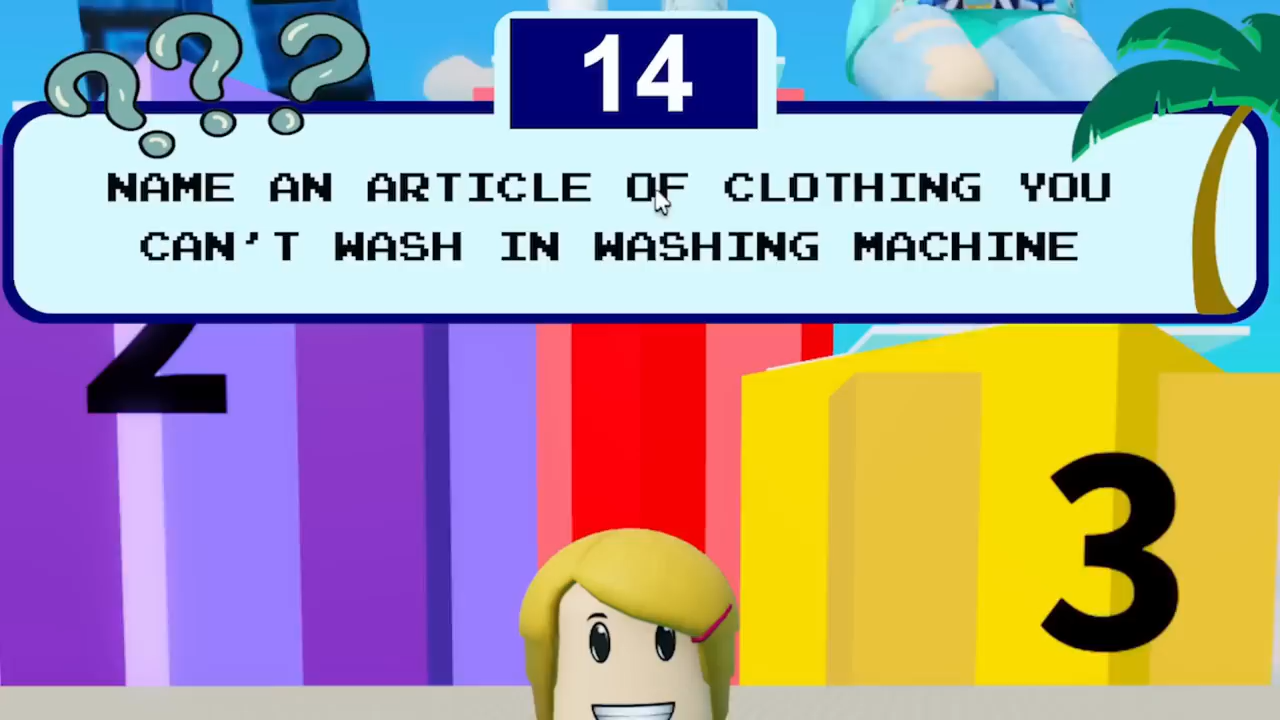 ???
14
NAME AN ARTICLE OF CLOTHING YOU
CAN'T WASH IN WASHING MACHINE
2
3